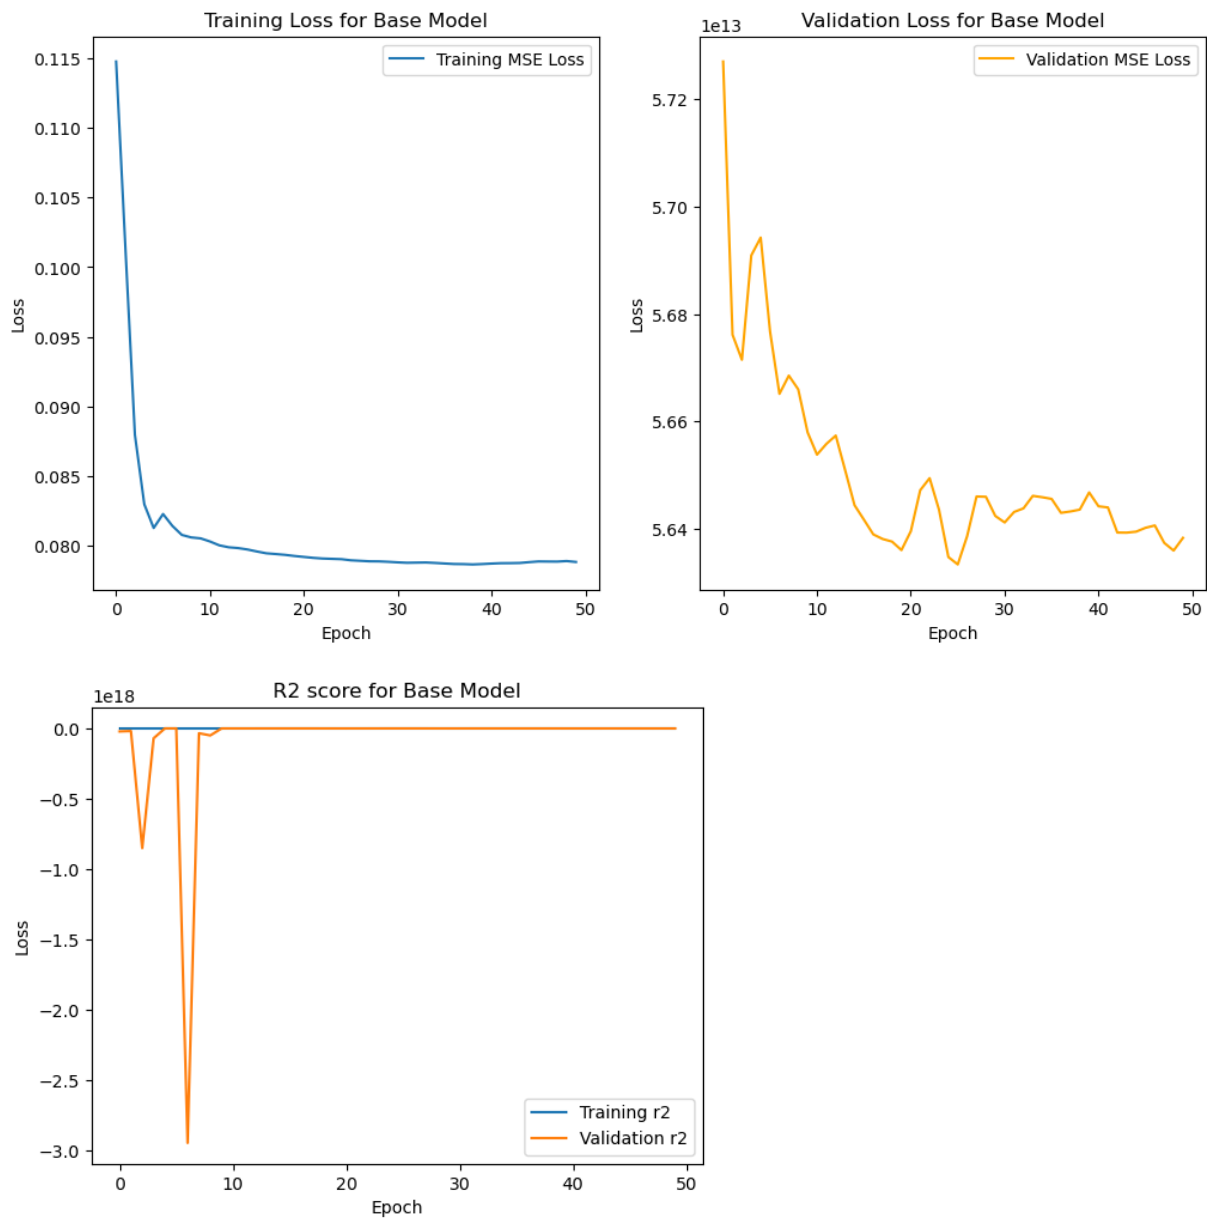 Training Loss for Base Model
0.115
0.110
0.105
0.100
0.095
0.090
0.085
0.080
Loss
Training MSE Loss
0 10 20 30 40 50
Epoch
Validation Loss for Base Model
1e13
5.72
5.70
5.68
5.66
5.64
Loss
Validation MSE Loss
0 10 20 30 40 50
Epoch
R2 score for Base Model
1e18
0.0
−0.5
−1.0
−1.5
−2.0
−2.5
−3.0
Loss
Training r2
Validation r2
0 10 20 30 40 50
Epoch